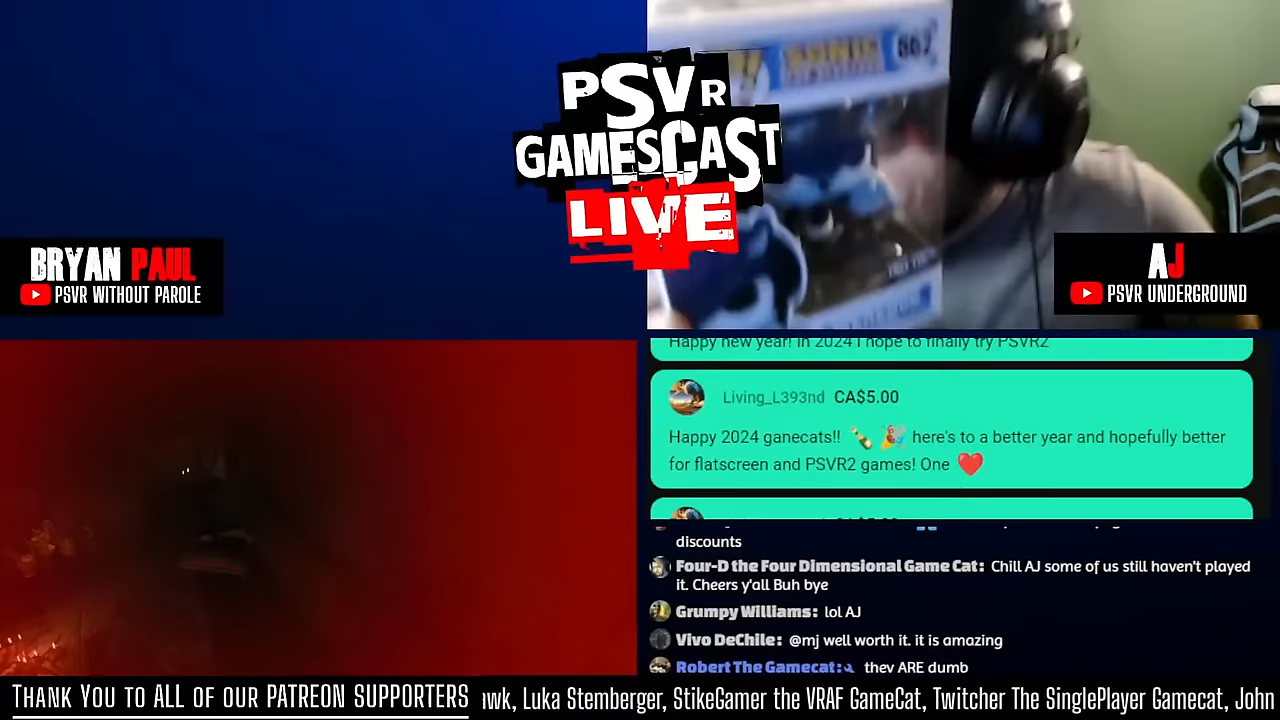 SONIC
862
PSVR
GAMESCAST
LIVE
BRYAN PAUL
PSVR WITHOUT PAROLE
AJ
PSVR UNDERGROUND
Happy new year! In 2024 I hope to finally try PSVR2
Living_L393nd CA$5.00
Happy 2024 ganecats!! 🍾 🎉 here's to a better year and hopefully better
for flatscreen and PSVR2 games! One ❤️
discounts
Four-D the Four Dimensional Game Cat: Chill AJ some of us still haven't played
it. Cheers y'all Buh bye
Grumpy Williams: lol AJ
Vivo DeChile: @mj well worth it. it is amazing
Robert The Gamecat: they ARE dumb
THANK YOU TO ALL OF OUR PATREON SUPPORTERS
wk, Luka Stemberger, StikeGamer the VRAF GameCat, Twitcher The SinglePlayer Gamecat, John